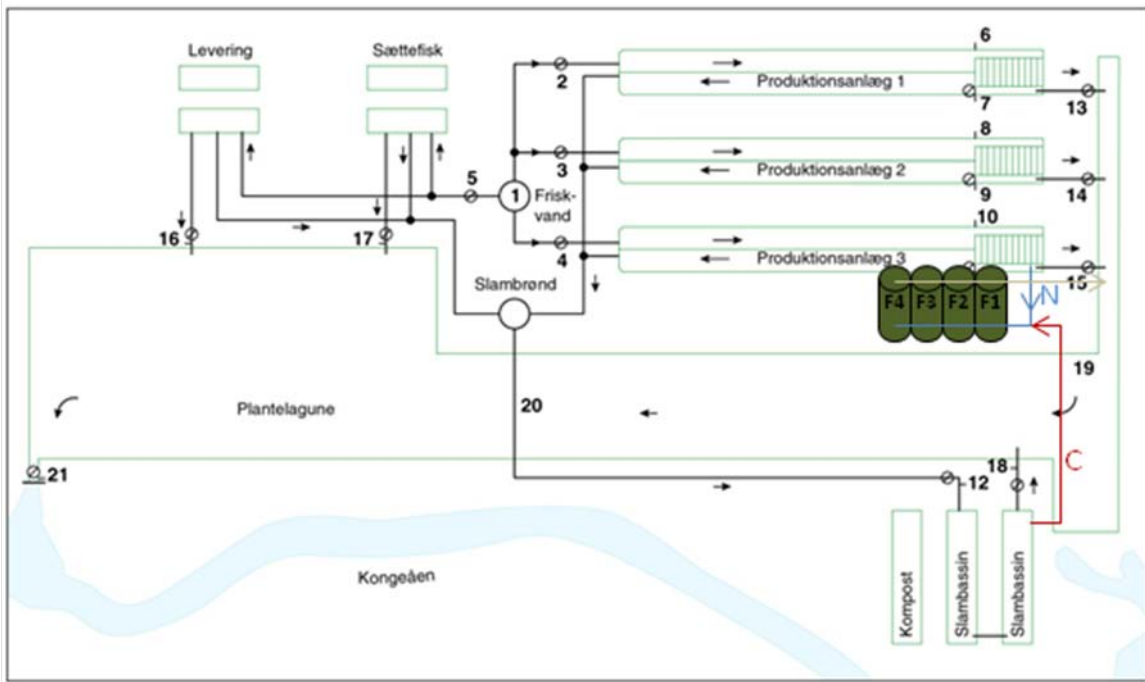 Levering
Sættefisk
6
2
Produktionsanlæg 1
7
13
8
3
Produktionsanlæg 2
9
14
5
1
Frisk-
vand
10
16
17
4
Produktionsanlæg 3
15
Slambrønd
F4 F3 F2 F1
N
19
20
Plantelagune
C
21
18
12
Kongeåen
Kompost
Slambassin
Slambassin